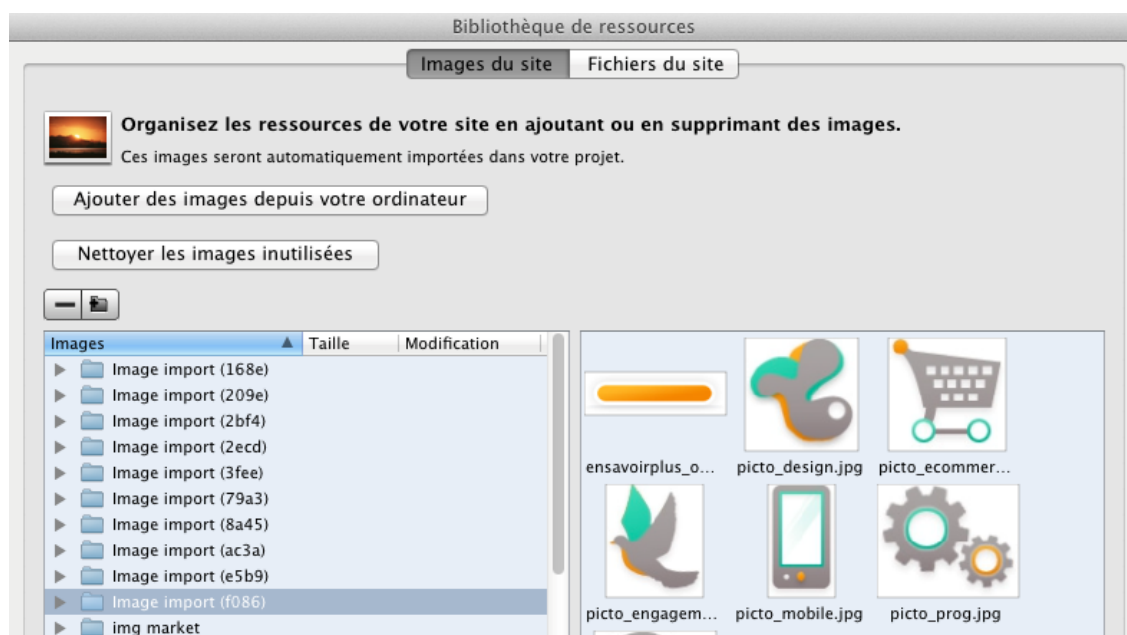 Bibliothèque de ressources
Images du site
Fichiers du site
Organisez les ressources de votre site en ajoutant ou en supprimant des images.
Ces images seront automatiquement importées dans votre projet.
Ajouter des images depuis votre ordinateur
Nettoyer les images inutilisées
Images Taille Modification
Image import (168e)
Image import (209e)
Image import (2bf4)
Image import (2ecd)
Image import (3fee)
Image import (79a3)
Image import (8a45)
Image import (ac3a)
Image import (e5b9)
Image import (f086)
img market
ensavoirplus_o... picto_design.jpg picto_ecommer...
picto_engagem... picto_mobile.jpg picto_prog.jpg